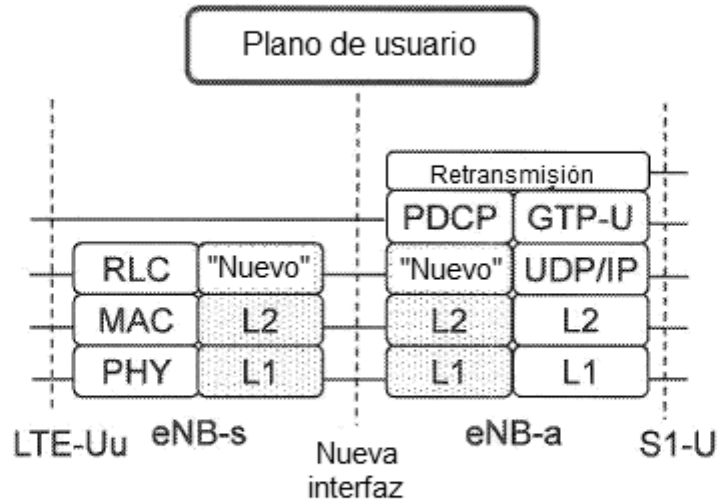 Plano de usuario
Retransmisión
PDCP GTP-U
RLC "Nuevo" "Nuevo" UDP/IP
MAC L2 L2 L2
PHY L1 L1 L1
LTE-Uu eNB-s Nueva interfaz eNB-a S1-U